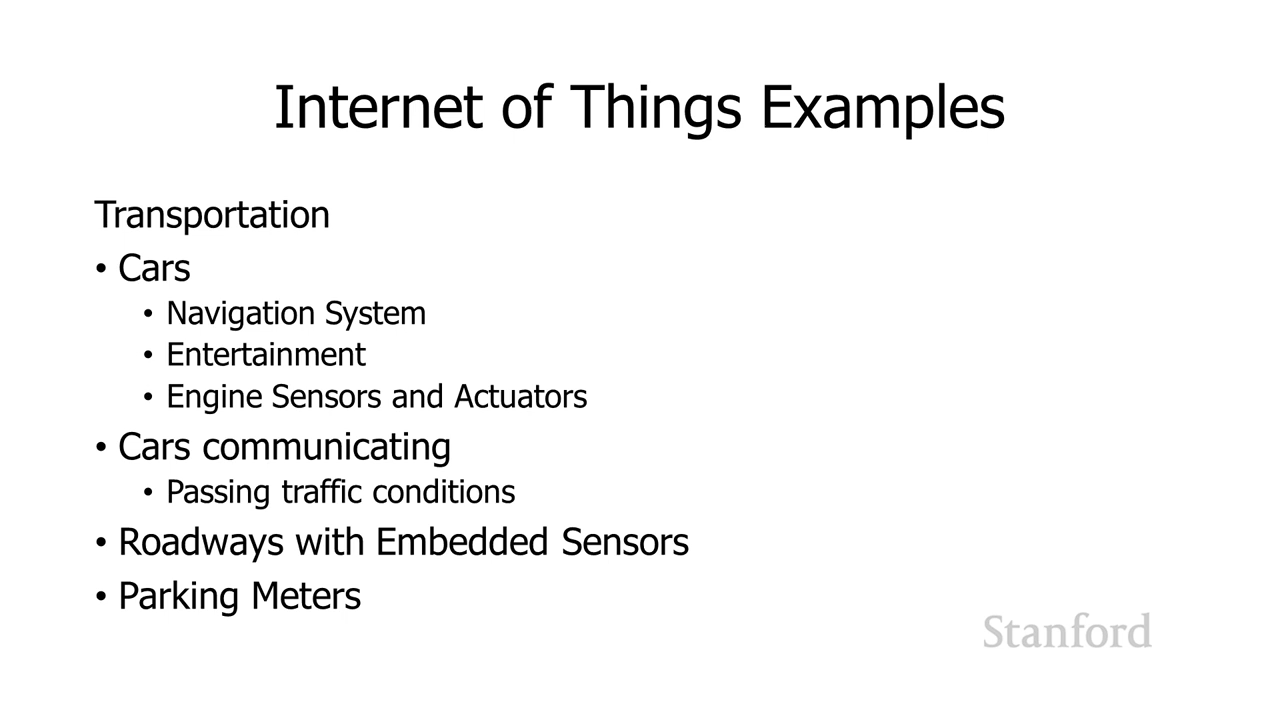 Internet of Things Examples
Transportation
• Cars
• Navigation System
• Entertainment
• Engine Sensors and Actuators
• Cars communicating
• Passing traffic conditions
• Roadways with Embedded Sensors
• Parking Meters
Stanford